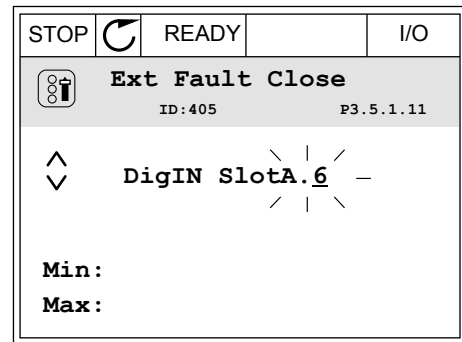 STOP READY I/O
Ext Fault Close
ID:405 P3.5.1.11
DigIN SlotA.6
Min:
Max: